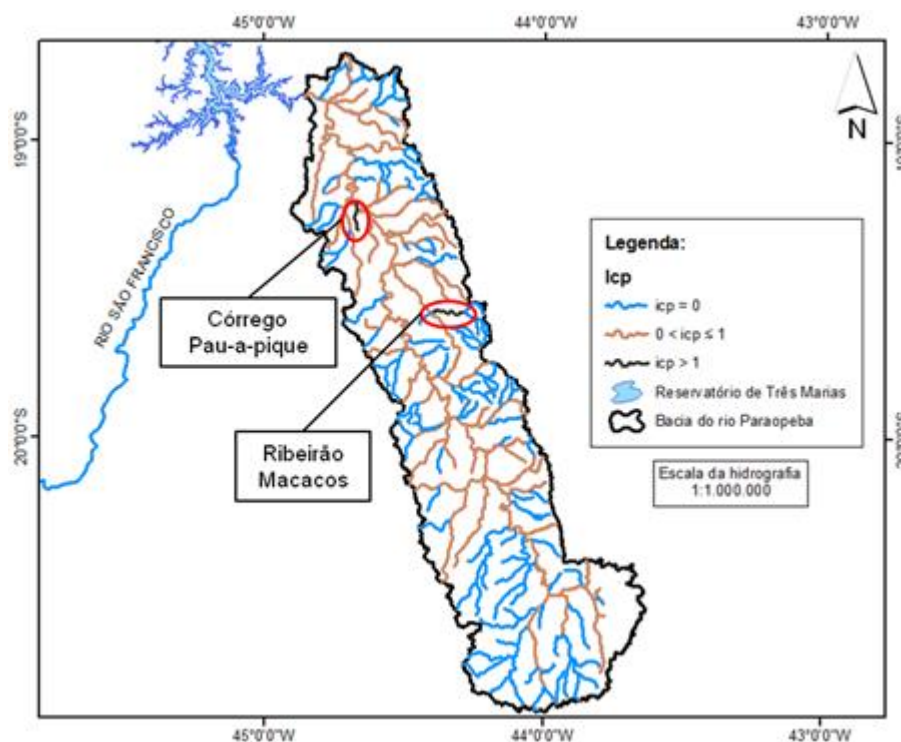 45°0'0"W 44°0'0"W 43°0'0"W
N
19°0'0"S
RIO SÃO FRANCISCO
Córrego
Pau-a-pique
Ribeirão
Macacos
20°0'0"S
Legenda:
Icp
icp = 0
0 < icp ≤ 1
icp > 1
Reservatório de Três Marias
Bacia do rio Paraopeba
Escala da hidrografia
1:1.000.000
45°0'0"W 44°0'0"W 43°0'0"W